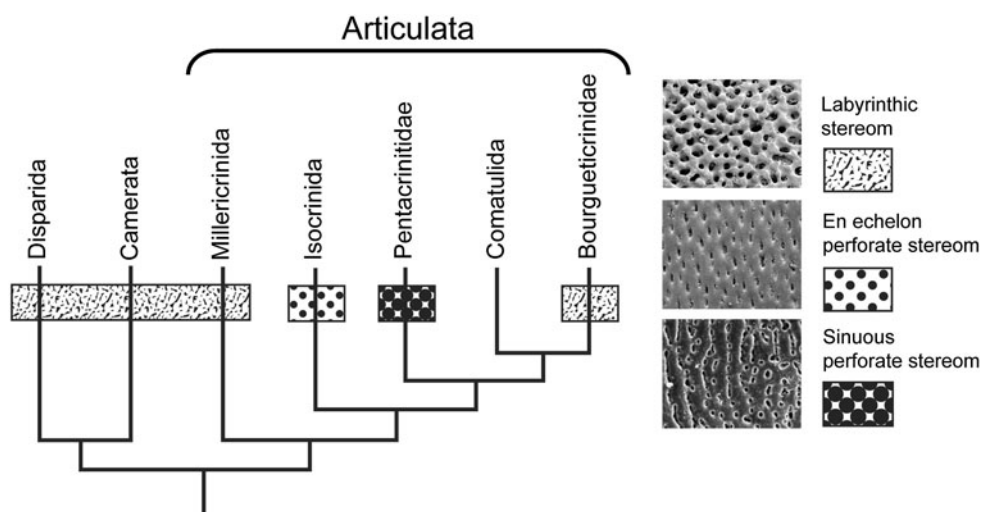 Articulata
Disparida
Camerata
Millericrinida
Isocrinida
Pentacrinitidae
Comatulida
Bourgueticrinidae
Labyrinthic
stereom
En echelon
perforate stereom
Sinuous
perforate stereom